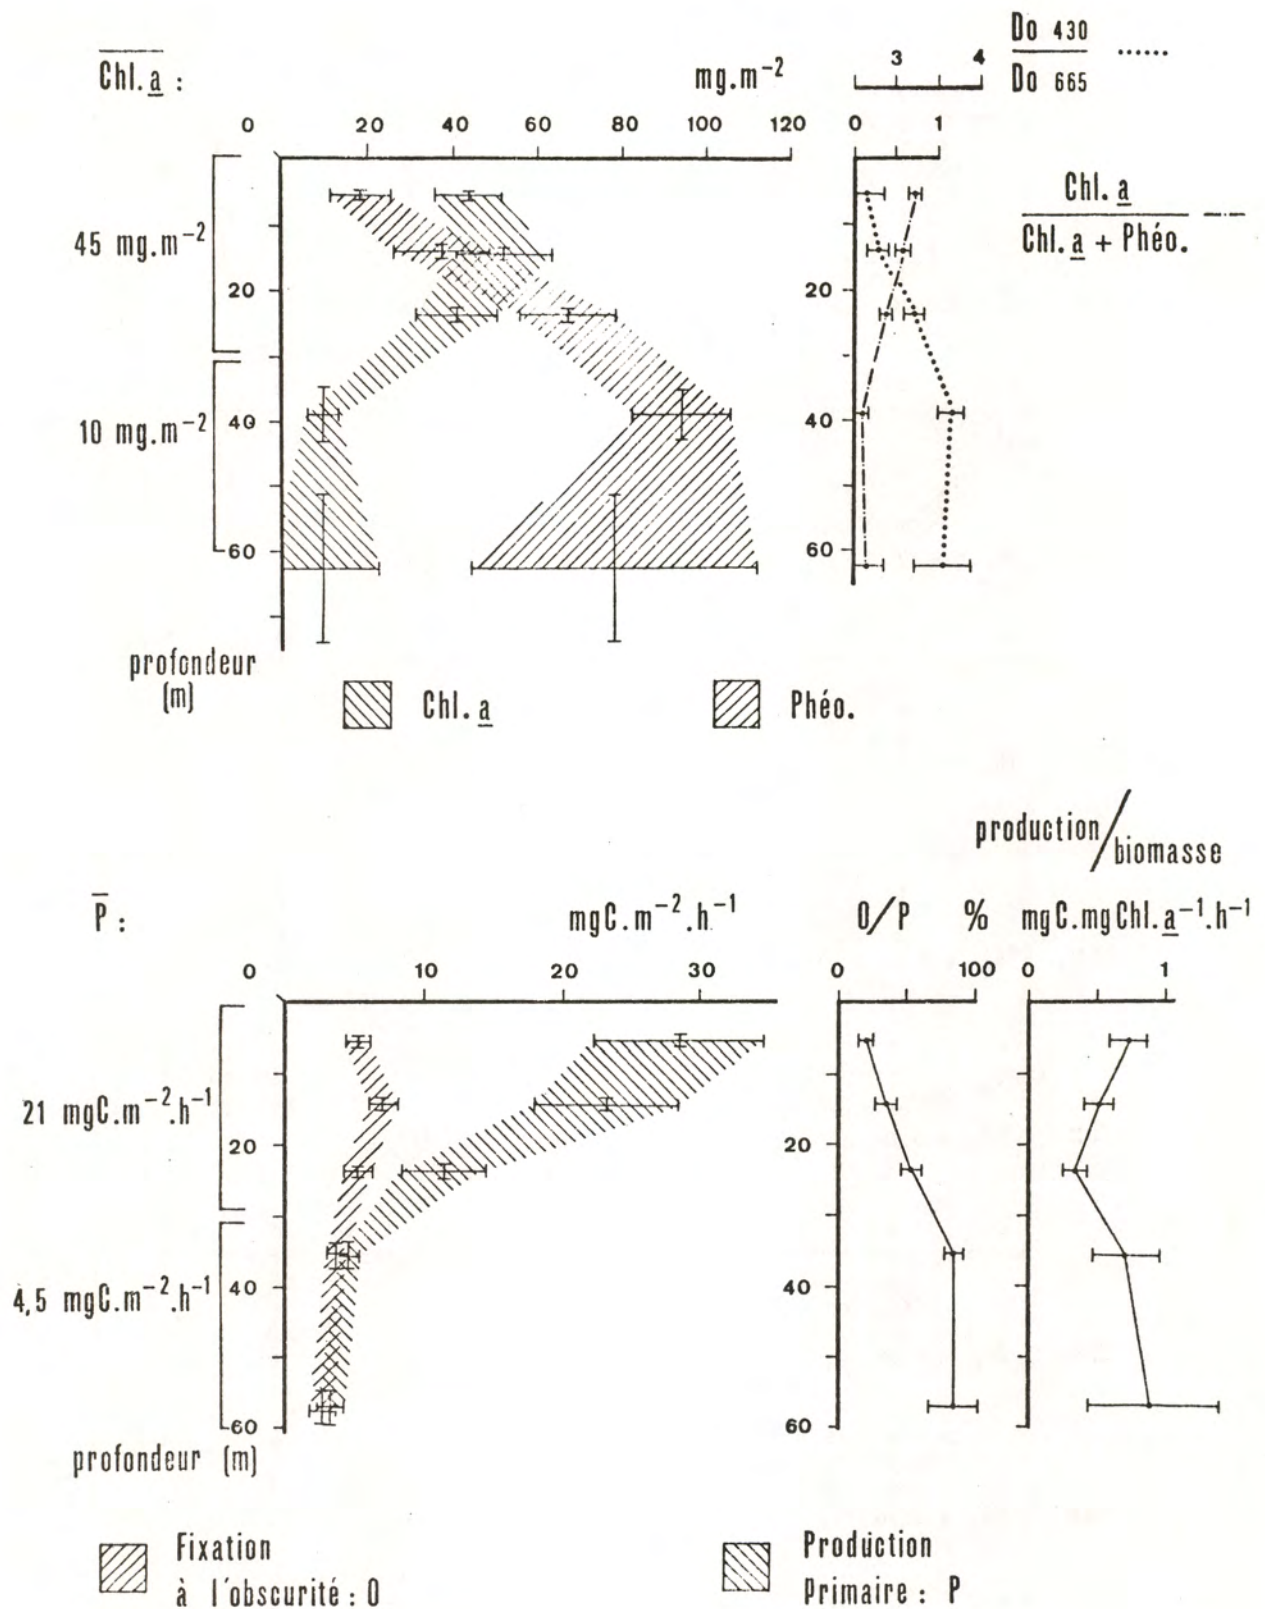 Chl. a :
mg.m⁻²
3 4
Do 430
Do 665
0 20 40 60 80 100 120
0 1
45 mg.m⁻²
Chl. a
Chl. a + Phéo.
20
20
10 mg.m⁻²
40
40
60
60
profondeur
(m)
Chl. a
Phéo.
production/
biomasse
P :
mgC.m⁻².h⁻¹
O/P %
mgC.mgChl.a⁻¹.h⁻¹
0 10 20 30
0 100
0 1
21 mgC.m⁻².h⁻¹
20
20
4,5 mgC.m⁻².h⁻¹
40
40
60
60
profondeur (m)
Fixation
à l'obscurité : O
Production
Primaire : P